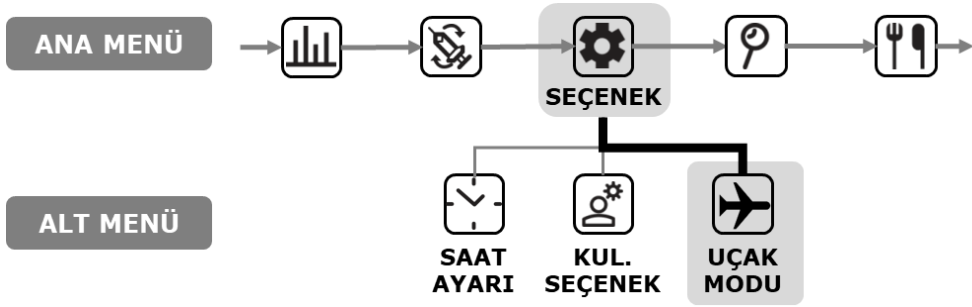 ANA MENÜ
SEÇENEK
ALT MENÜ
SAAT
AYARI
KUL.
SEÇENEK
UÇAK
MODU